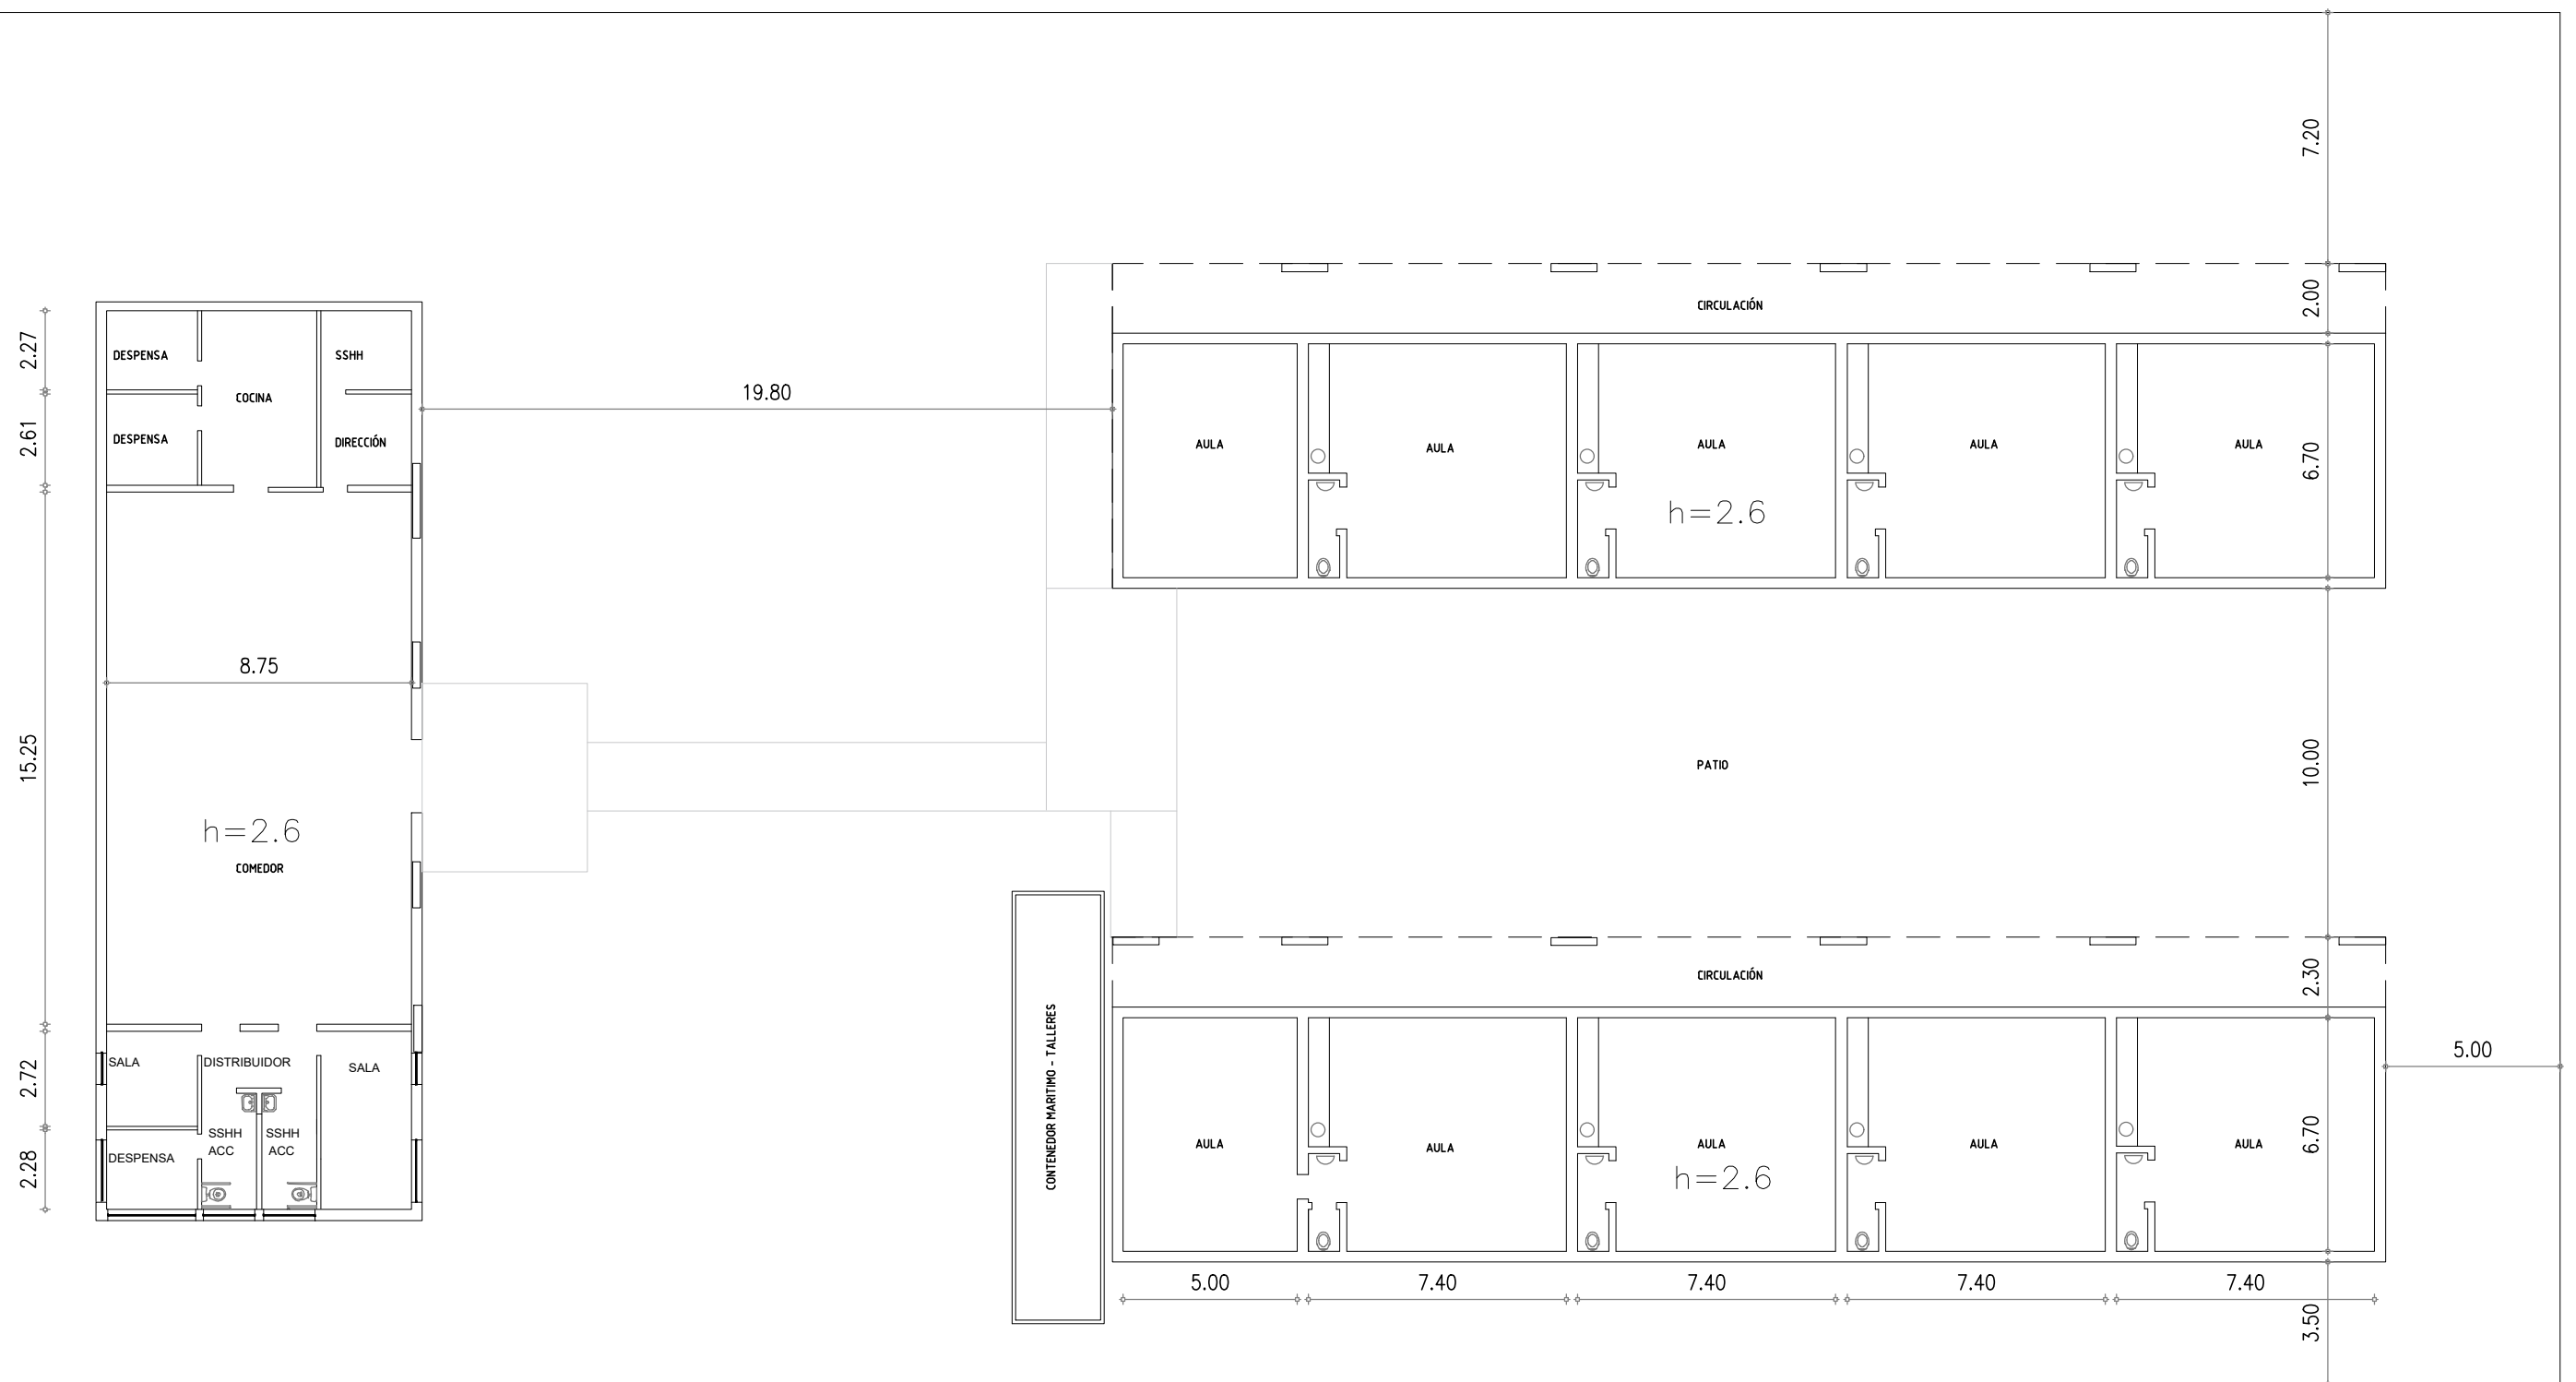 7.20
2.00
CIRCULACIÓN
2.27
DESPENSA
SSHH
COCINA
19.80
2.61
DESPENSA
DIRECCIÓN
AULA
AULA
AULA
AULA
AULA
6.70
h=2.6
8.75
15.25
PATIO
10.00
h=2.6
COMEDOR
CIRCULACIÓN
2.30
CONTENEDOR MARITIMO - TALLERES
5.00
SALA
DISTRIBUIDOR
SALA
2.72
SSHH
ACC
SSHH
ACC
DESPENSA
2.28
AULA
AULA
AULA
AULA
AULA
6.70
h=2.6
5.00
7.40
7.40
7.40
7.40
3.50